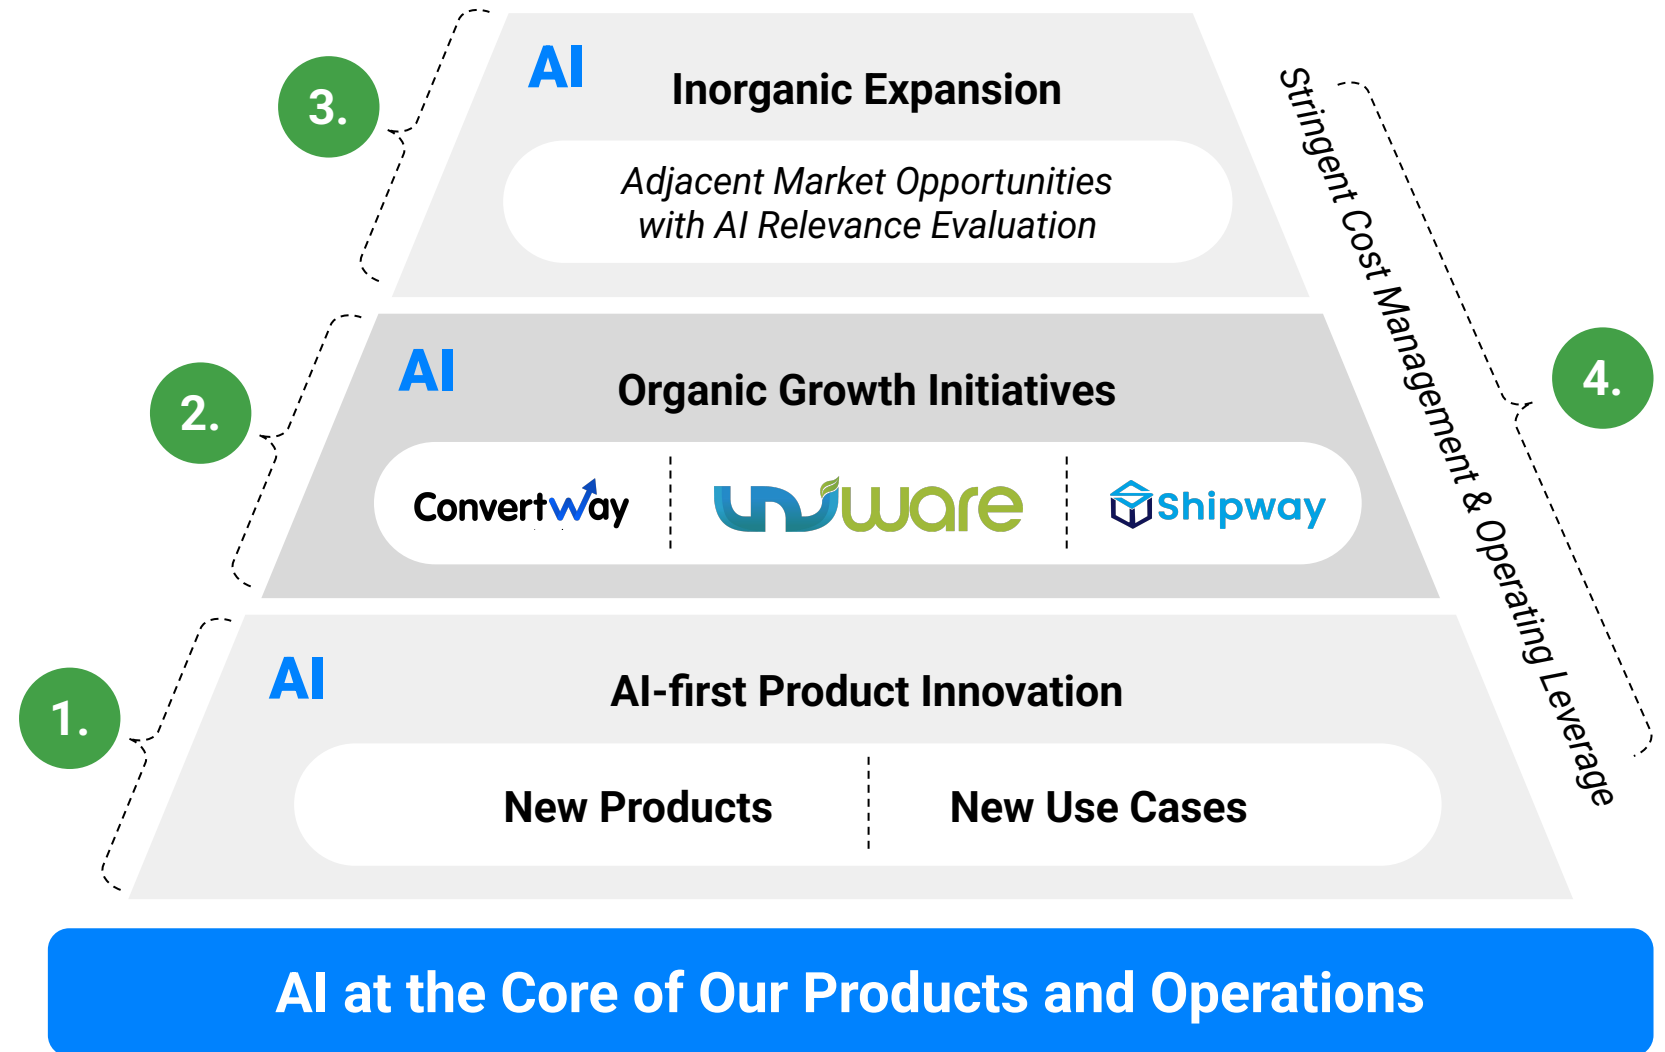 3.
AI
Inorganic Expansion
Adjacent Market Opportunities
with AI Relevance Evaluation
2.
AI
Organic Growth Initiatives
Convertway
uniware
Shipway
1.
AI
AI-first Product Innovation
New Products
New Use Cases
Stringent Cost Management & Operating Leverage
4.
AI at the Core of Our Products and Operations